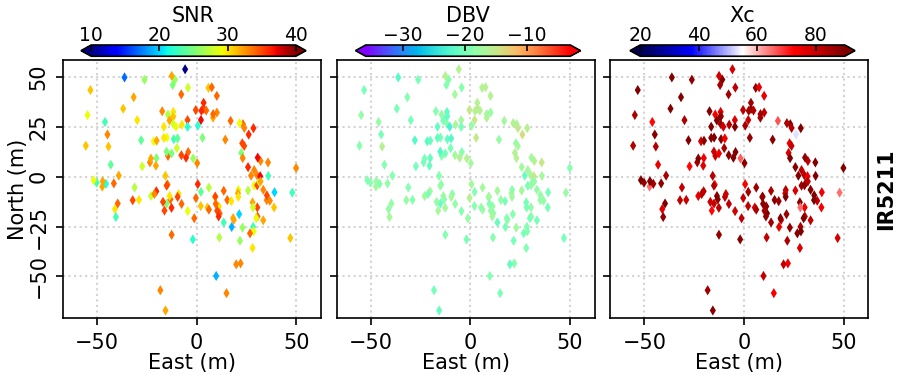 SNR DBV Xc
10 20 30 40 −30 −20 −10 20 40 60 80
50
25
0
−25
−50
North (m)
−50 0 50 −50 0 50 −50 0 50
East (m) East (m) East (m)
IR5211